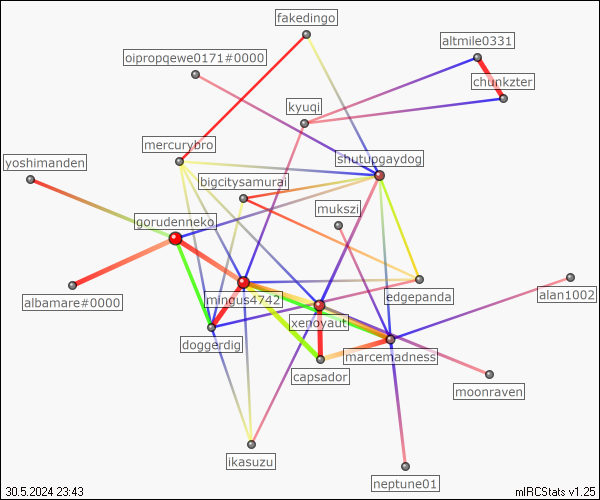 fakedingo
altmile0331
oipropqewe0171#0000
chunkzter
kyuqi
mercurybro
shutupgaydog
yoshimanden
bigcitysamurai
mukszi
gorudenneko
mingus4742
edgepanda
albamare#0000
alan1002
xenoyauti
doggerdig
marcemadness
capsador
moonraven
ikasuzu
neptune01
30.5.2024 23:43
mIRCStats v1.25